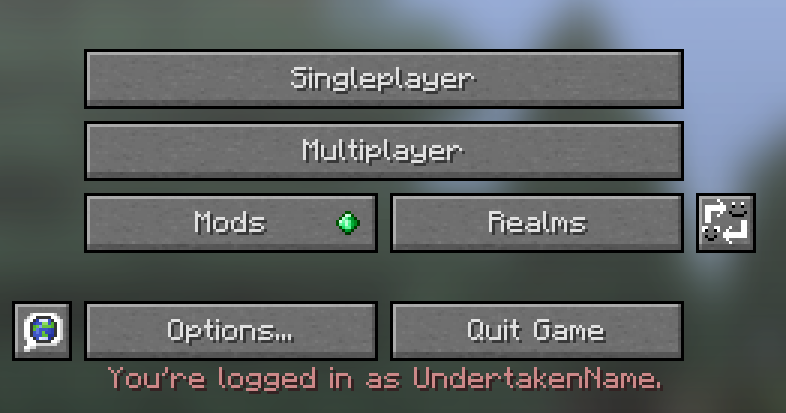 Singleplayer
Multiplayer
Mods
Realms
Options...
Quit Game
You're logged in as UndertakenName.